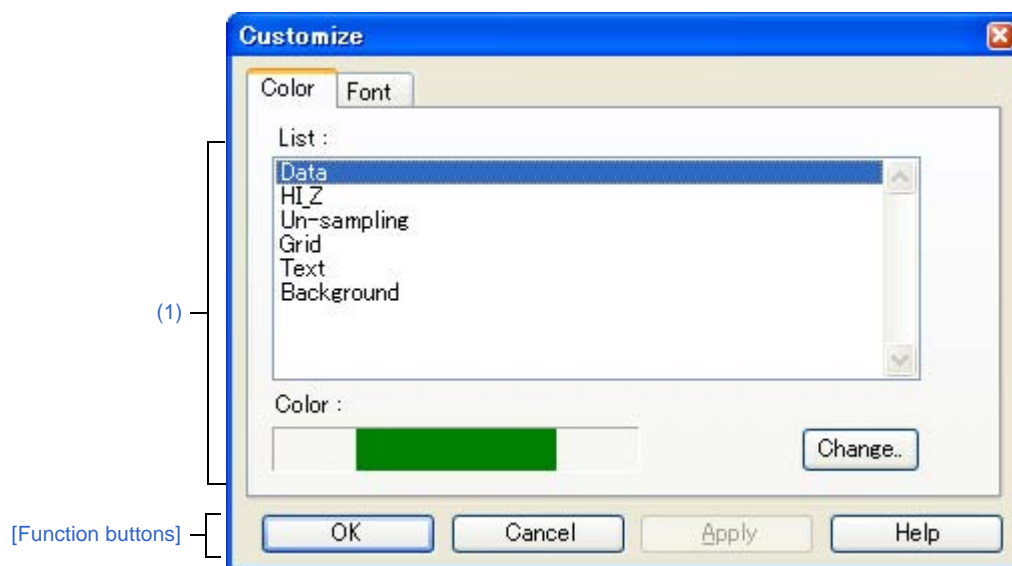 Customize
Color Font
List :
Data
HI_Z
Un-sampling
Grid
Text
Background
(1)
Color :
Change..
[Function buttons]
OK Cancel Apply Help